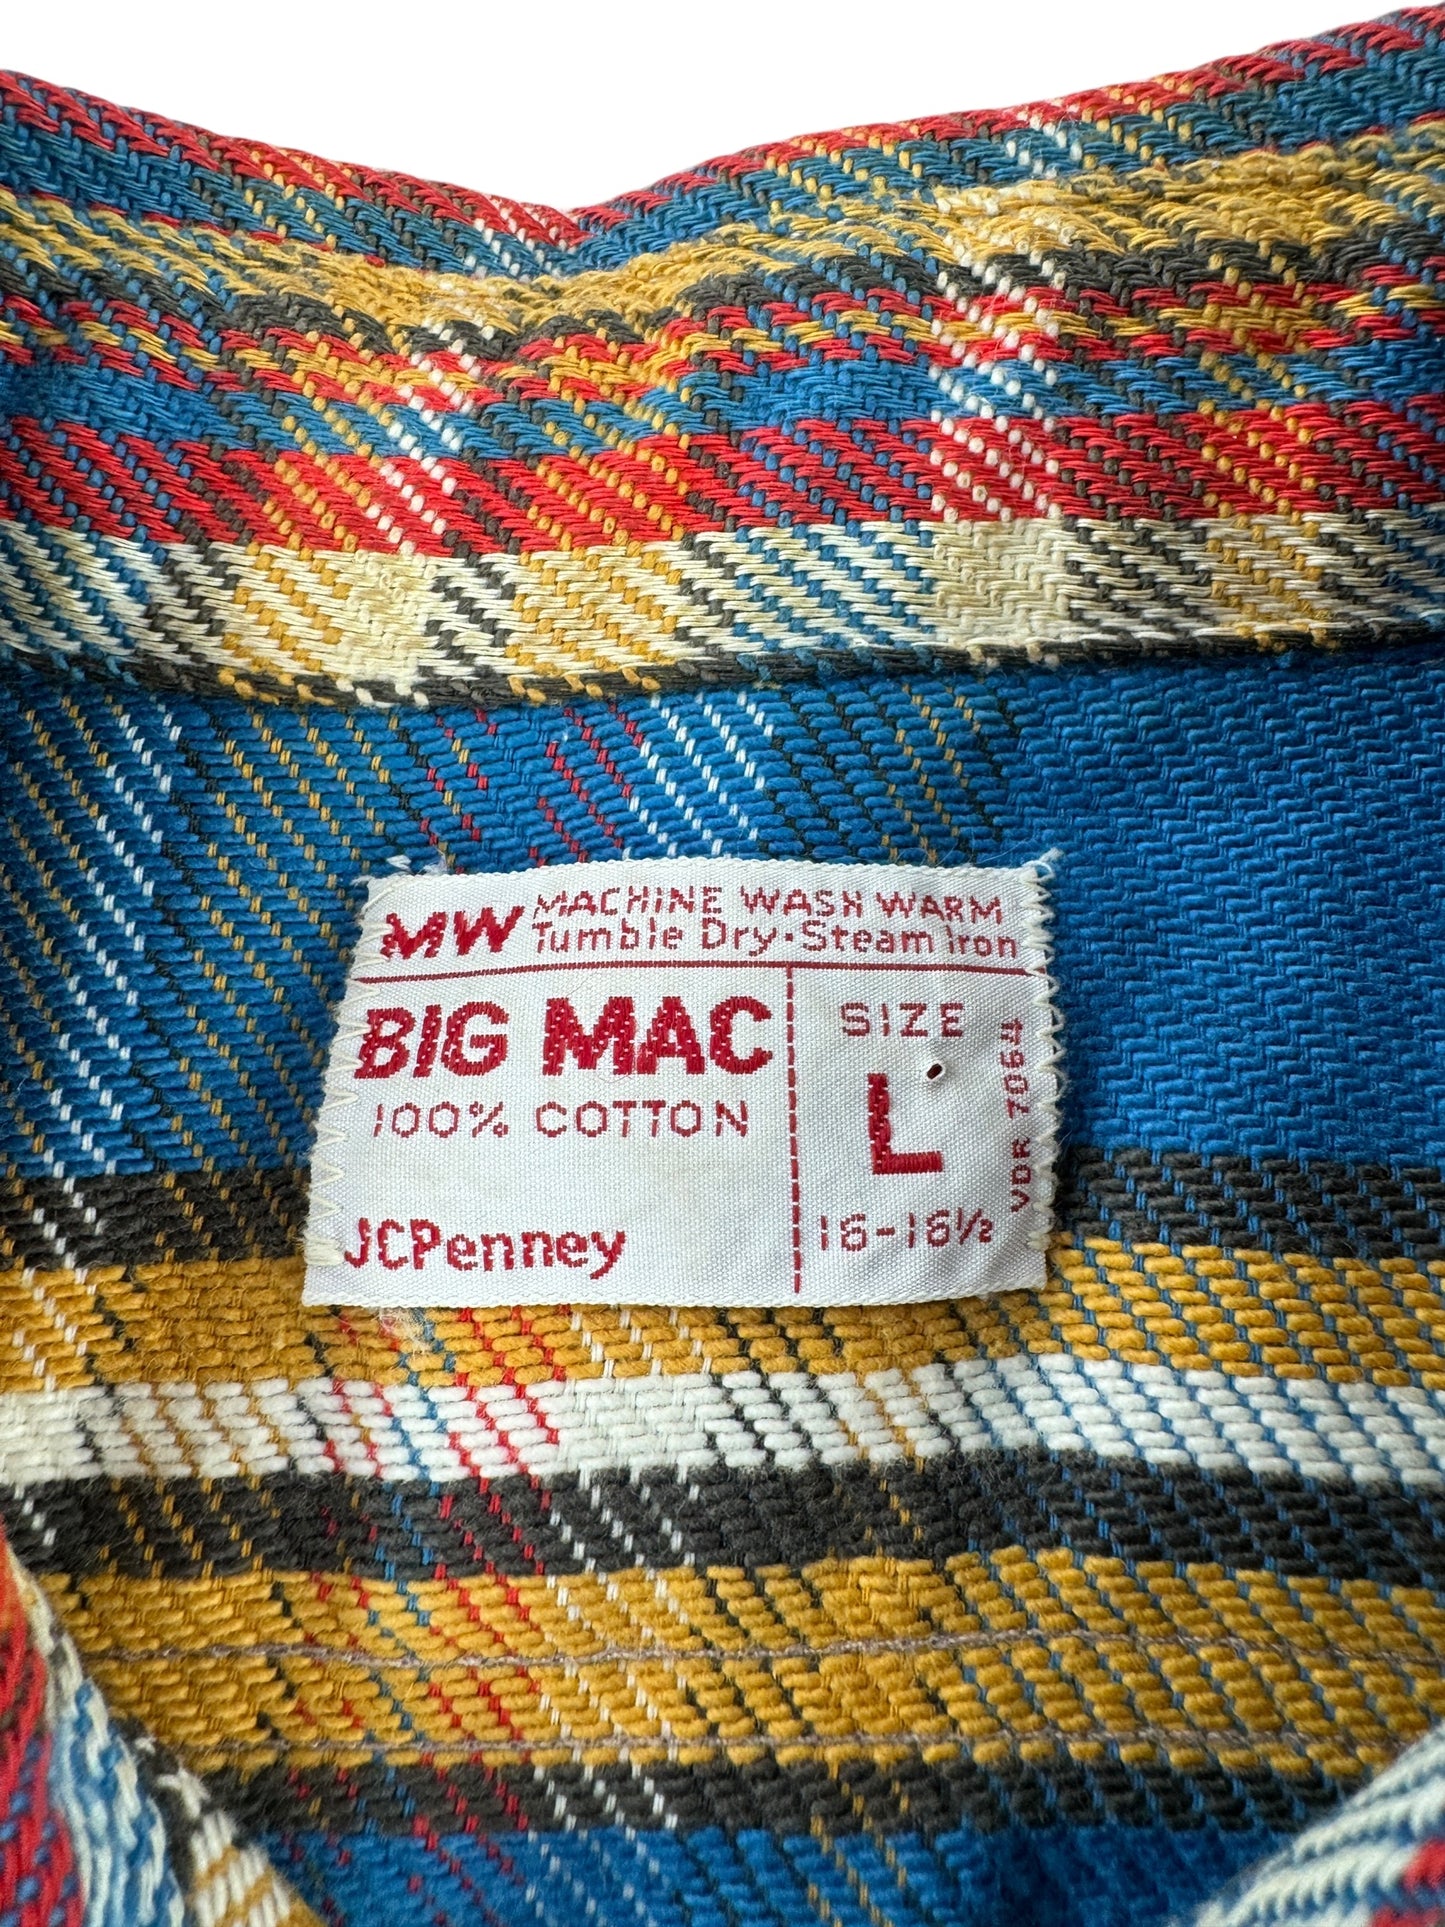 MW MACHINE WASH WARM
Tumble Dry·Steam Iron
BIG MAC
100% COTTON
JCPenney
SIZE
L
16-16½
VDR 7064